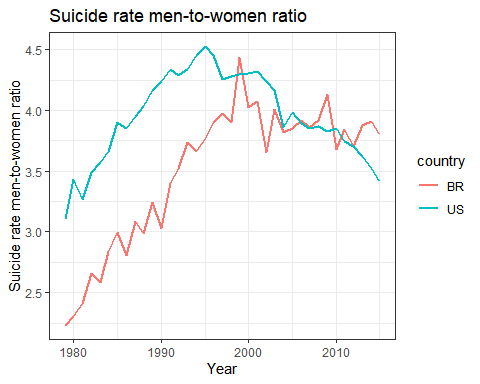 Suicide rate men-to-women ratio
Suicide rate men-to-women ratio
4.5
4.0
3.5
3.0
2.5
1980 1990 2000 2010
Year
country
BR
US